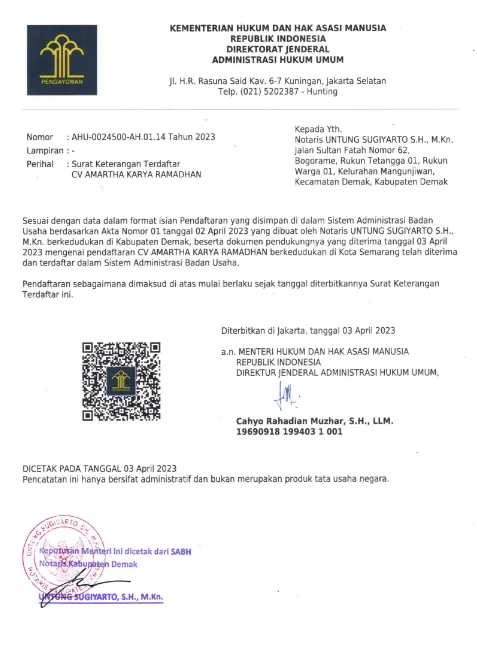 KEMENTERIAN HUKUM DAN HAK ASASI MANUSIA
REPUBLIK INDONESIA
DIREKTORAT JENDERAL
ADMINISTRASI HUKUM UMUM
PENGAYOMAN
Jl. H.R. Rasuna Said Kav. 6-7 Kuningan, Jakarta Selatan
Telp. (021) 5202387 - Hunting
Nomor : AHU-0024500-AH.01.14 Tahun 2023
Lampiran : -
Perihal : Surat Keterangan Terdaftar
CV AMARTHA KARYA RAMADHAN
Kepada Yth.
Notaris UNTUNG SUGIYARTO S.H., M.Kn.
Jalan Sultan Fatah Nomor 62,
Bogorame, Rukun Tetangga 01, Rukun
Warga 01, Kelurahan Mangunjiwan,
Kecamatan Demak, Kabupaten Demak
Sesuai dengan data dalam format isian Pendaftaran yang disimpan di dalam Sistem Administrasi Badan
Usaha berdasarkan Akta Nomor 01 tanggal 02 April 2023 yang dibuat oleh Notaris UNTUNG SUGIYARTO S.H.,
M.Kn. berkedudukan di Kabupaten Demak, beserta dokumen pendukungnya yang diterima tanggal 03 April
2023 mengenai pendaftaran CV AMARTHA KARYA RAMADHAN berkedudukan di Kota Semarang telah diterima
dan terdaftar dalam Sistem Administrasi Badan Usaha.
Pendaftaran sebagaimana dimaksud di atas mulai berlaku sejak tanggal diterbitkannya Surat Keterangan
Terdaftar ini.
Diterbitkan di Jakarta, tanggal 03 April 2023
a.n. MENTERI HUKUM DAN HAK ASASI MANUSIA
REPUBLIK INDONESIA
DIREKTUR JENDERAL ADMINISTRASI HUKUM UMUM,
Cahyo Rahadian Muzhar, S.H., LLM.
19690918 199403 1 001
DICETAK PADA TANGGAL 03 April 2023
Pencatatan ini hanya bersifat administratif dan bukan merupakan produk tata usaha negara.
Keputusan Menteri ini dicetak dari SABH
Notaris Kabupaten Demak
UNTUNG SUGIYARTO, S.H., M.Kn.